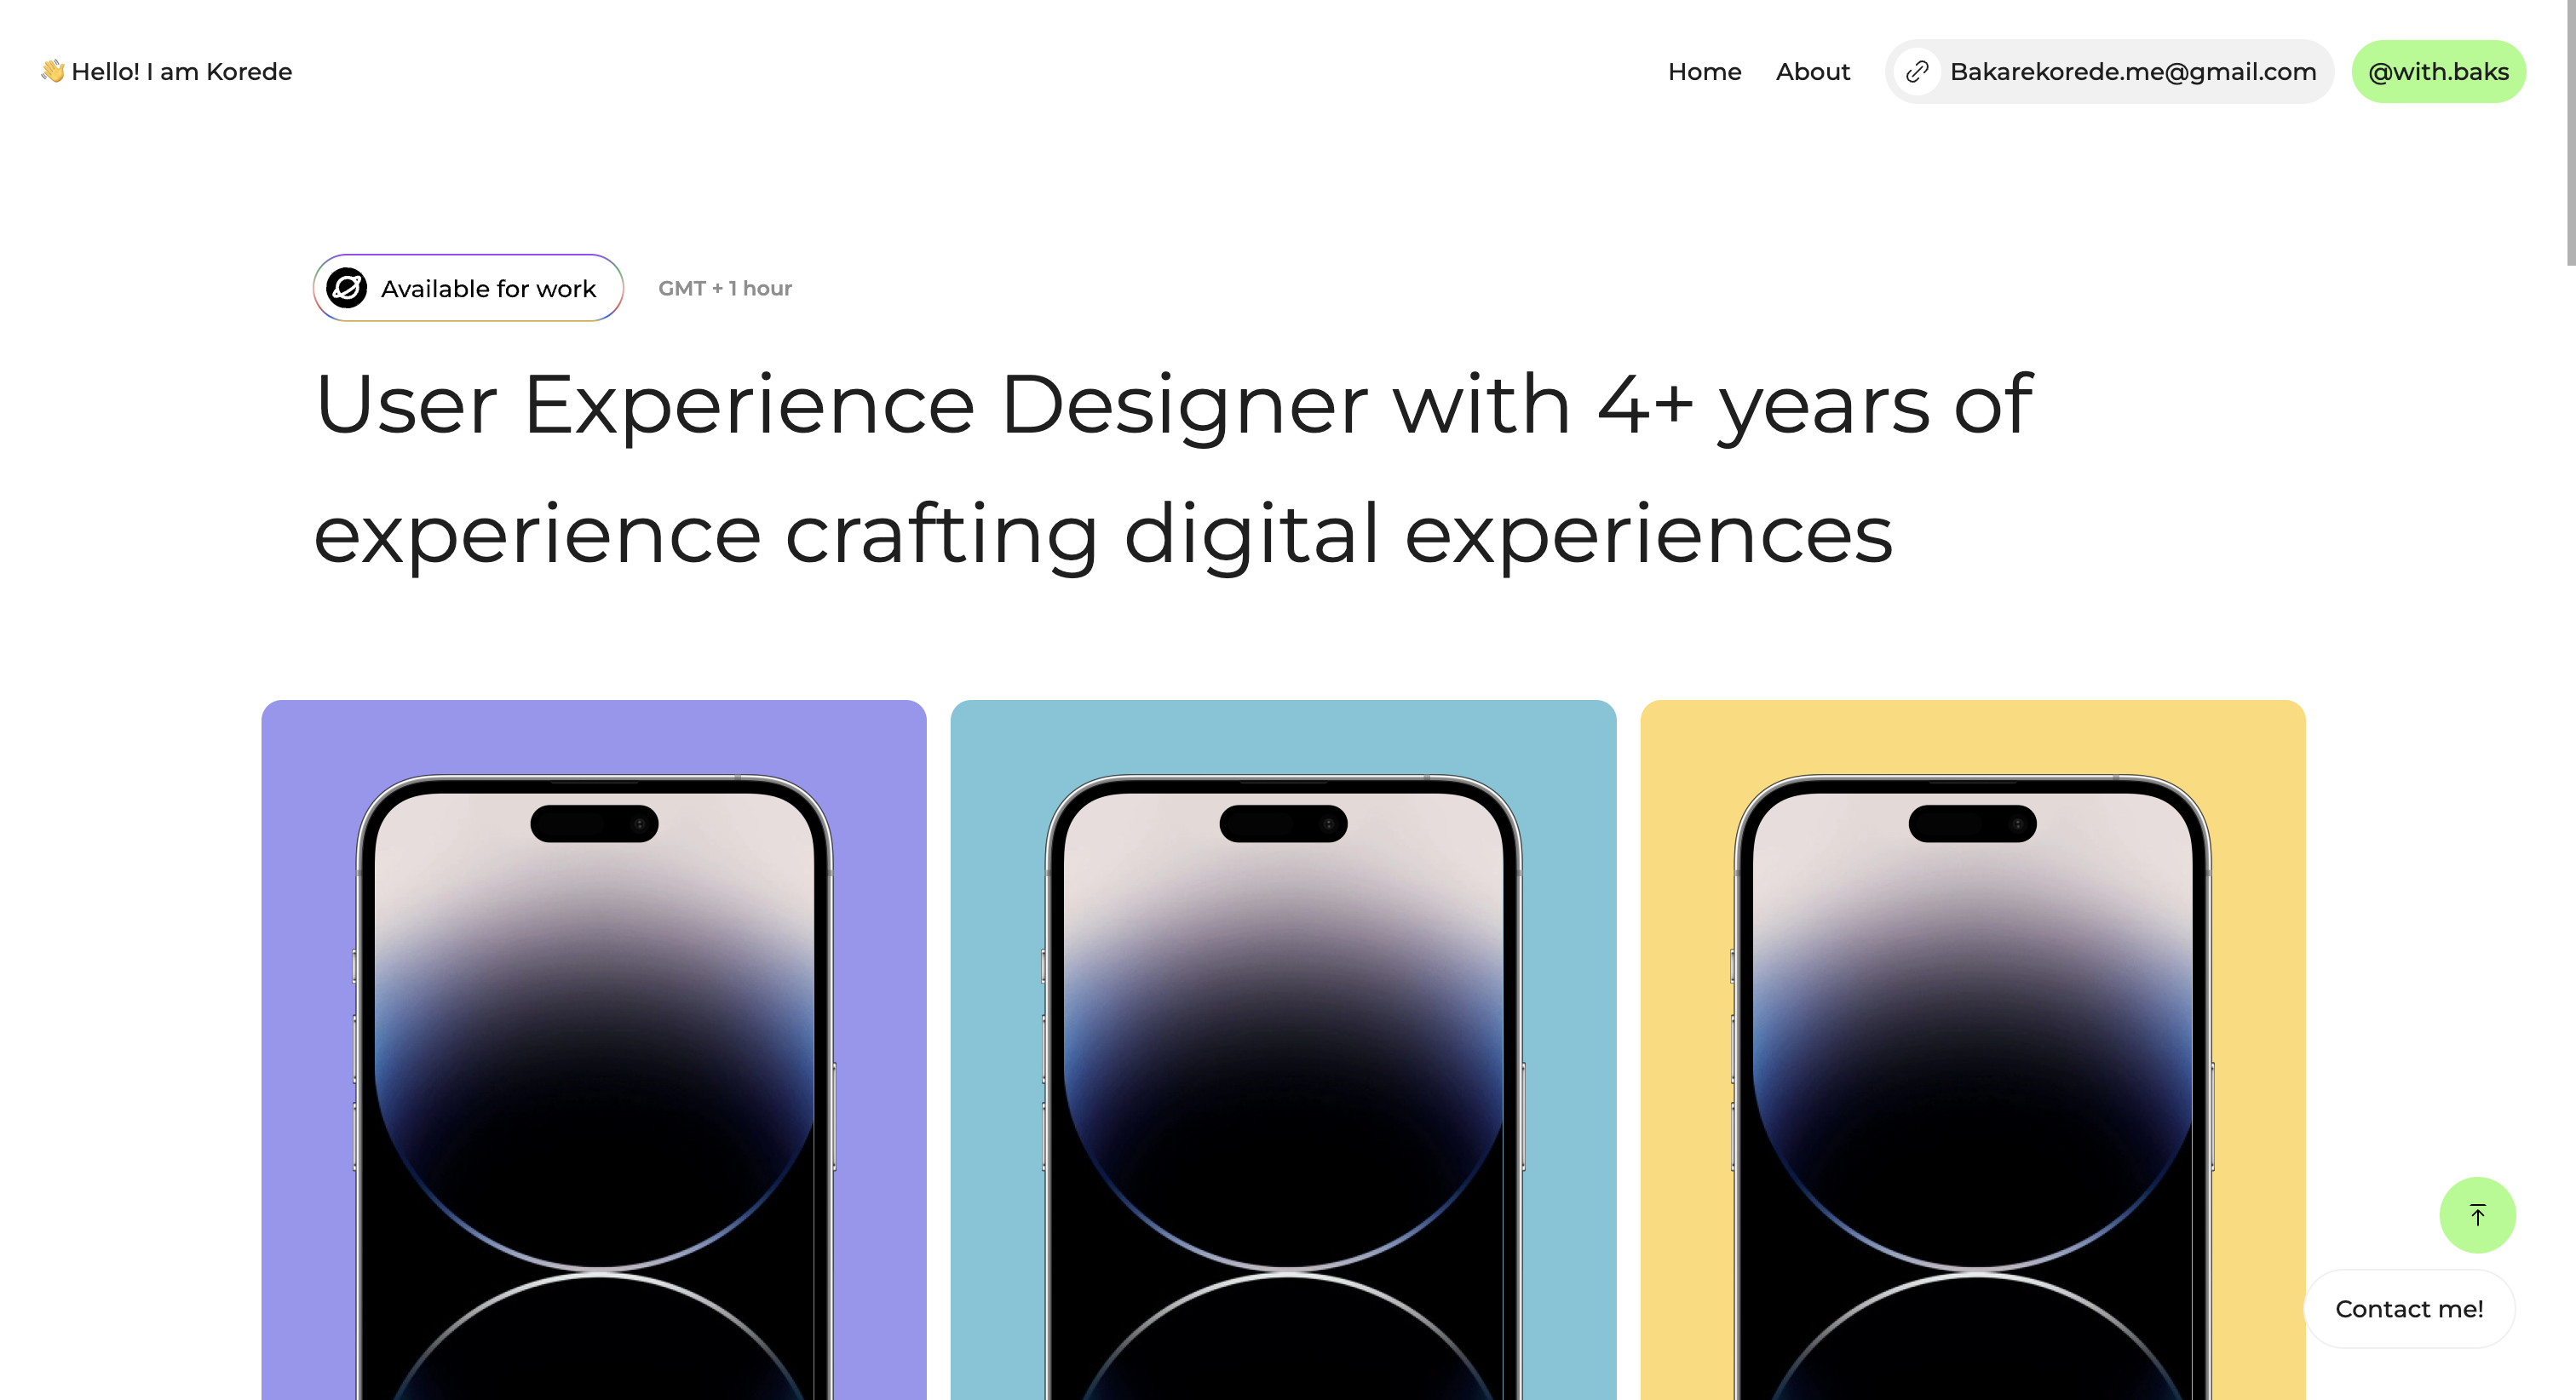 👋 Hello! I am Korede
Home
About
Bakarekorede.me@gmail.com
@with.baks
Available for work
GMT + 1 hour
User Experience Designer with 4+ years of
experience crafting digital experiences
Contact me!